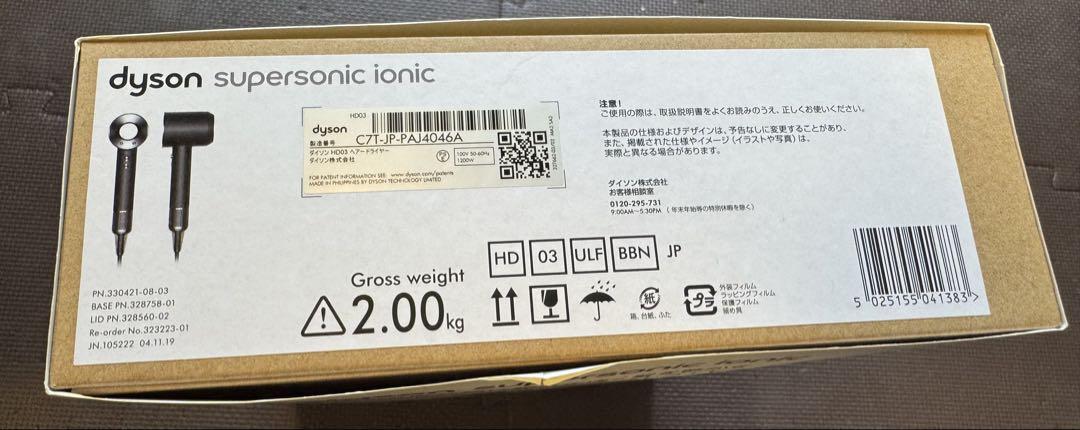 dyson supersonic ionic
HD03
dyson
製造番号
C7T-JP-PAJ4046A
ダイソン HD03 ヘアードライヤー
ダイソン株式会社
100V 50-60Hz
1200W
FOR PATENT INFORMATION SEE: www.dyson.com/patents
MADE IN PHILIPPINES BY DYSON TECHNOLOGY LIMITED
注意!
ご使用の際は、取扱説明書をよくお読みのうえ、正しくお使いください。
本製品の仕様およびデザインは、予告なしに変更することがあり、
また、掲載された仕様やイメージ(イラストや写真)は、
実際と異なる場合があります。
ダイソン株式会社
お客様相談室
0120-295-731
9:00AM~5:30PM (年末年始等の特別休暇を除く)
HD 03 ULF BBN JP
PN.330421-08-03
BASE PN.328758-01
LID PN.328560-02
Re-order No.323223-01
JN.105222 04.11.19
Gross weight
2.00kg
紙
箱、台紙、ふた
プラ
外装フィルム
ラッピングフィルム
保護フィルム
留め具
5 025155 041383 >